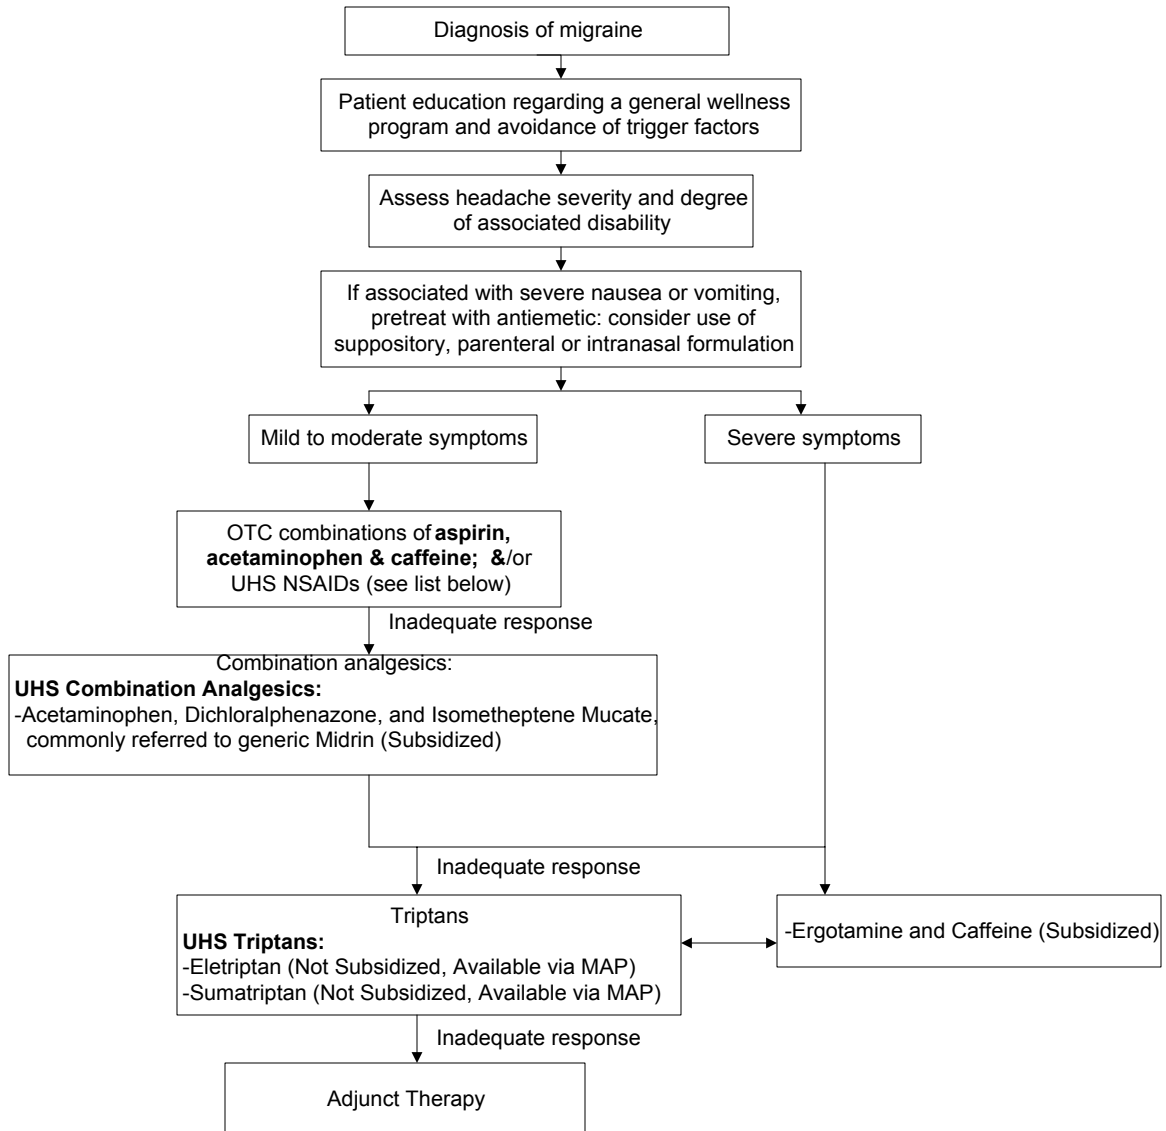 Diagnosis of migraine
Patient education regarding a general wellness
program and avoidance of trigger factors
Assess headache severity and degree
of associated disability
If associated with severe nausea or vomiting,
pretreat with antiemetic: consider use of
suppository, parenteral or intranasal formulation
Mild to moderate symptoms
Severe symptoms
OTC combinations of aspirin,
acetaminophen & caffeine; &/or
UHS NSAIDs (see list below)
Inadequate response
Combination analgesics:
UHS Combination Analgesics:
-Acetaminophen, Dichloralphenazone, and Isometheptene Mucate,
commonly referred to generic Midrin (Subsidized)
Inadequate response
Triptans
UHS Triptans:
-Eletriptan (Not Subsidized, Available via MAP)
-Sumatriptan (Not Subsidized, Available via MAP)
-Ergotamine and Caffeine (Subsidized)
Inadequate response
Adjunct Therapy